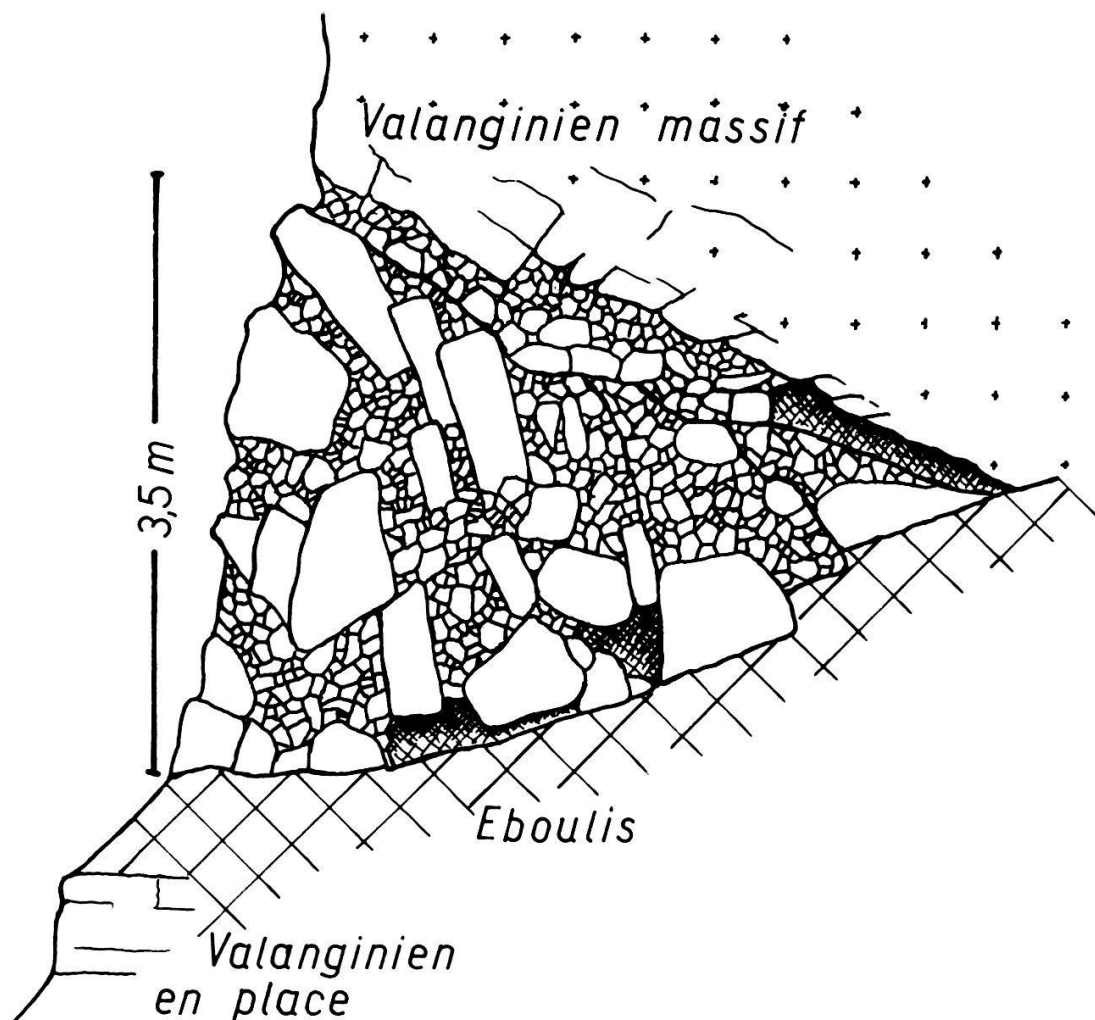 Valanginien massif
3,5 m
Eboulis
Valanginien
en place